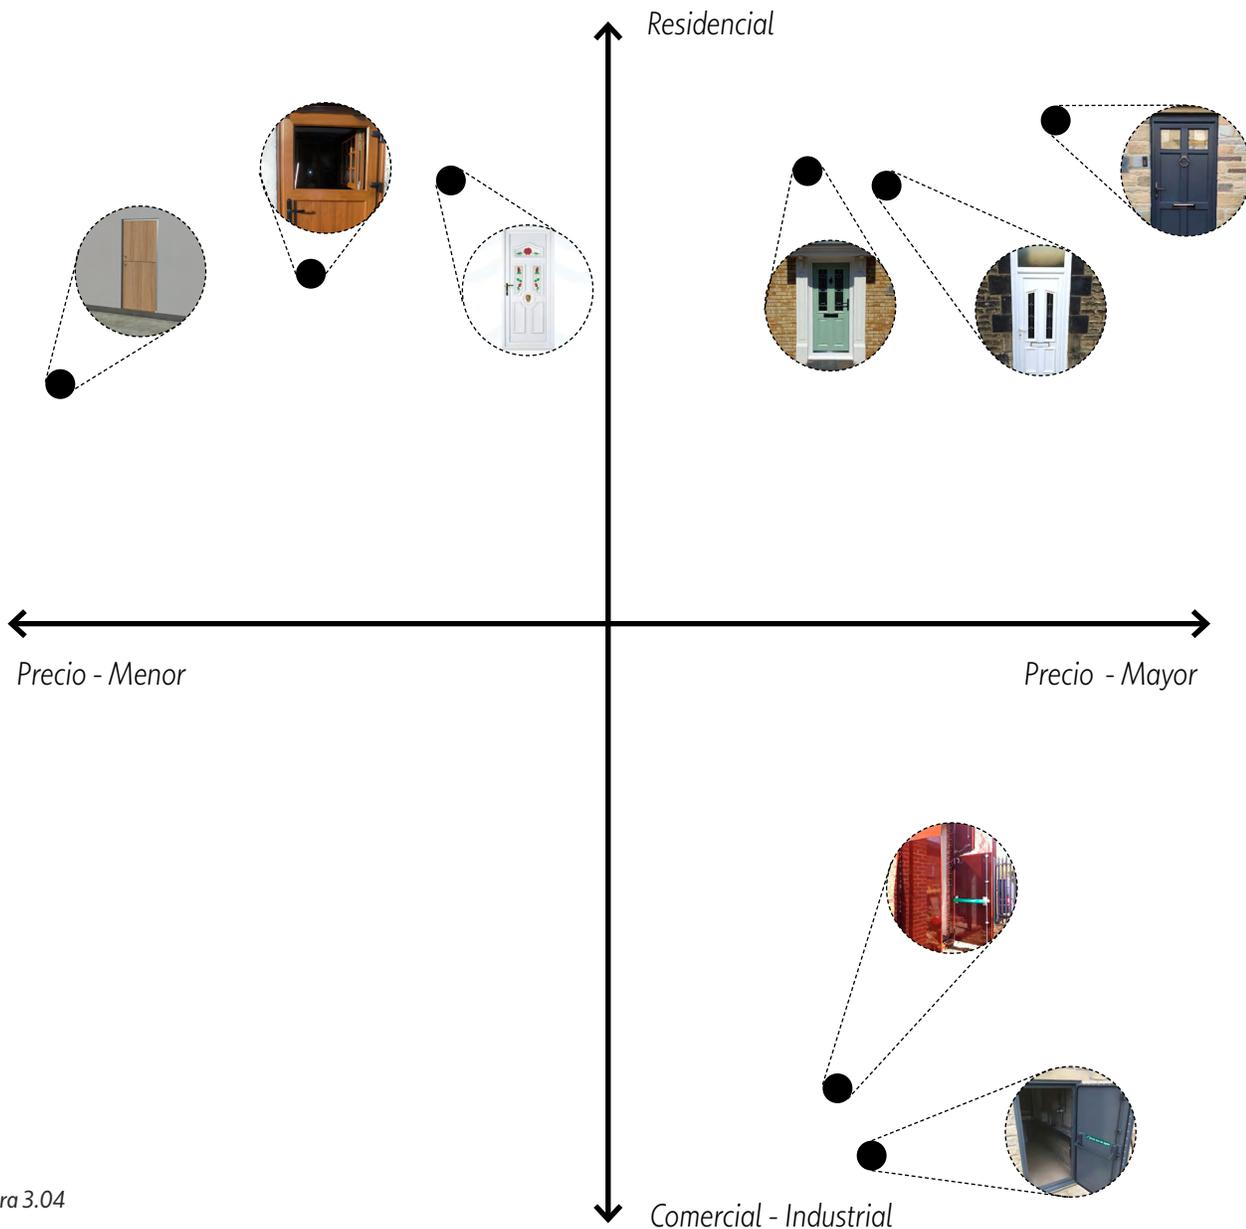 Residencial
Precio - Menor
Precio - Mayor
ra 3.04
Comercial - Industrial